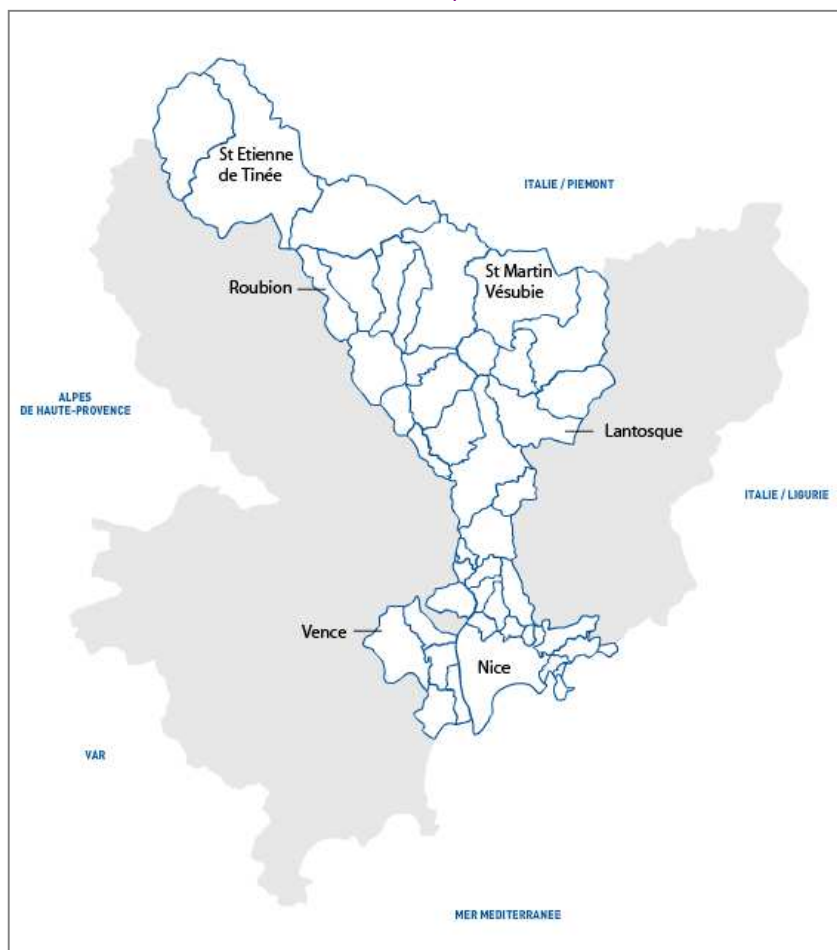 St Etienne
de Tinée
ITALIE / PIEMONT
St Martin
Vésubie
Roubion
ALPES
DE HAUTE-PROVENCE
Lantosque
ITALIE / LIGURIE
Vence
Nice
VAR
MER MEDITERRANEE